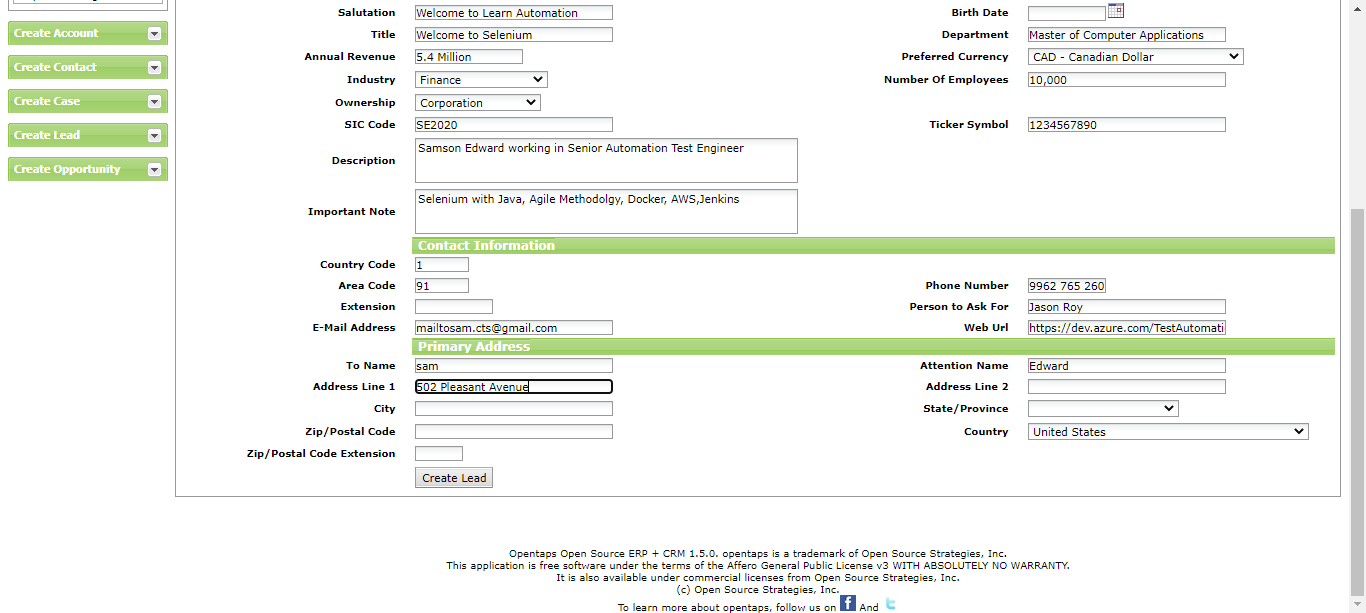 Salutation Welcome to Learn Automation Birth Date
Create Account Title Welcome to Selenium Department Master of Computer Applications
Annual Revenue 5.4 Million Preferred Currency CAD - Canadian Dollar
Create Contact Industry Finance Number Of Employees 10,000
Create Case Ownership Corporation
SIC Code SE2020 Ticker Symbol 1234567890
Create Lead
Description Samson Edward working in Senior Automation Test Engineer
Create Opportunity
Important Note Selenium with Java, Agile Methodolgy, Docker, AWS,Jenkins
Contact Information
Country Code 1
Area Code 91 Phone Number 9962 765 260
Extension Person to Ask For Jason Roy
E-Mail Address mailtosam.cts@gmail.com Web Url https://dev.azure.com/TestAutomati
Primary Address
To Name sam Attention Name Edward
Address Line 1 502 Pleasant Avenue Address Line 2
City State/Province
Zip/Postal Code Country United States
Zip/Postal Code Extension
Create Lead
Opentaps Open Source ERP + CRM 1.5.0. opentaps is a trademark of Open Source Strategies, Inc.
This application is free software under the terms of the Affero General Public License v3 WITH ABSOLUTELY NO WARRANTY.
It is also available under commercial licenses from Open Source Strategies, Inc.
(c) Open Source Strategies, Inc.
To learn more about opentaps, follow us on f And t